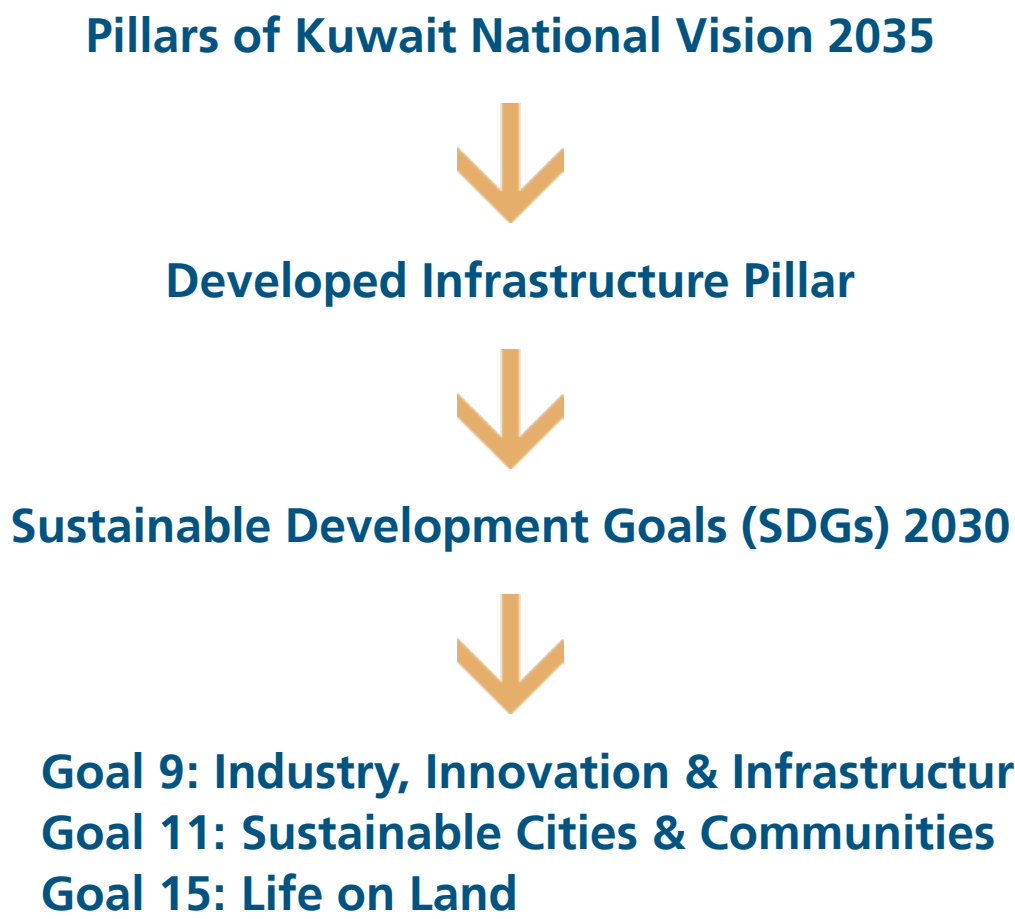 Pillars of Kuwait National Vision 2035
Developed Infrastructure Pillar
Sustainable Development Goals (SDGs) 2030
Goal 9: Industry, Innovation & Infrastructur
Goal 11: Sustainable Cities & Communities
Goal 15: Life on Land